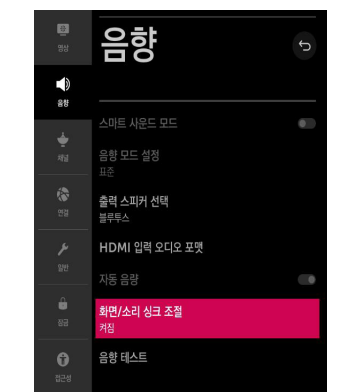 영상
음향
채널
연결
일반
잠금
접근성
음향
스마트 사운드 모드
음향 모드 설정
표준
출력 스피커 선택
블루투스
HDMI 입력 오디오 포맷
자동 음량
화면/소리 싱크 조절
켜짐
음향 테스트